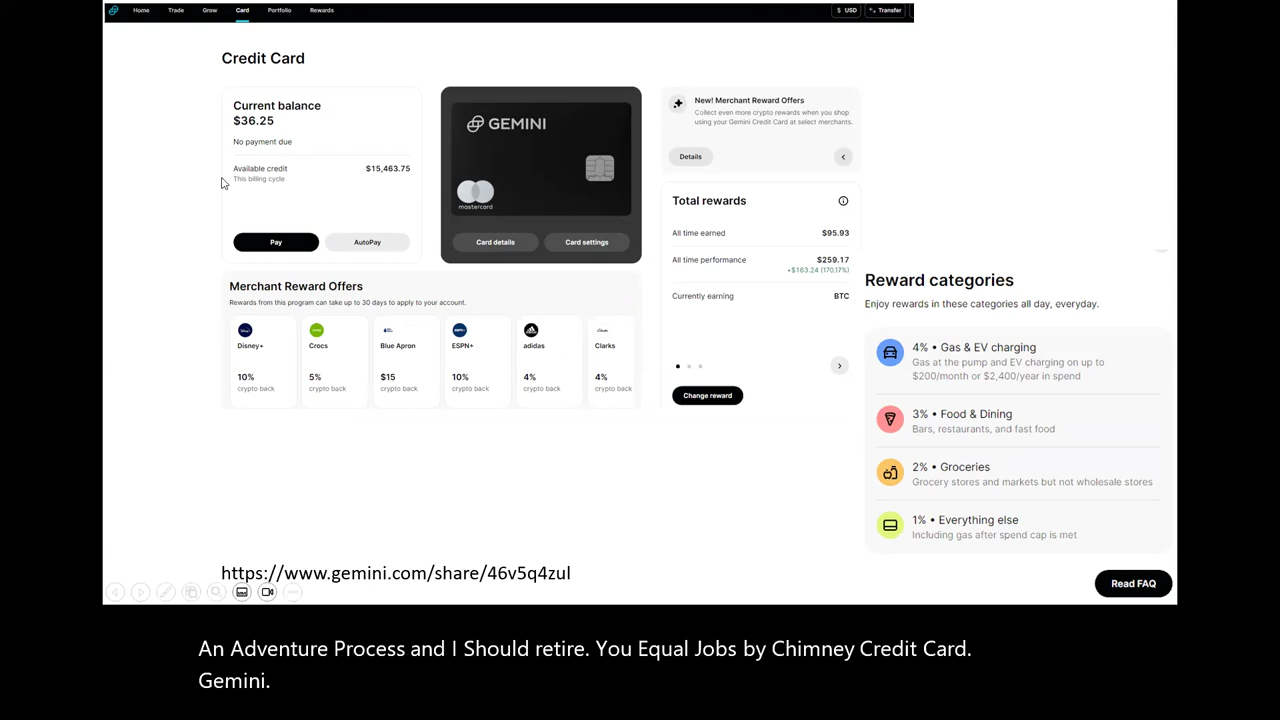 Home Trade Grow Card Portfolio Rewards $ USD Transfer
Credit Card
Current balance
$36.25
No payment due
Available credit $15,463.75
This billing cycle
Pay AutoPay
GEMINI
mastercard
Card details Card settings
New! Merchant Reward Offers
Collect even more crypto rewards when you shop
using your Gemini Credit Card at select merchants.
Details
Total rewards
All time earned $95.93
All time performance $259.17
+$163.24 (170.17%)
Currently earning BTC
Change reward
Merchant Reward Offers
Rewards from this program can take up to 30 days to apply to your account.
Disney+ Crocs Blue Apron ESPN+ adidas Clarks
10% 5% $15 10% 4% 4%
crypto back crypto back crypto back crypto back crypto back crypto back
Reward categories
Enjoy rewards in these categories all day, everyday.
4% • Gas & EV charging
Gas at the pump and EV charging on up to
$200/month or $2,400/year in spend
3% • Food & Dining
Bars, restaurants, and fast food
2% • Groceries
Grocery stores and markets but not wholesale stores
1% • Everything else
Including gas after spend cap is met
Read FAQ
https://www.gemini.com/share/46v5q4zul
An Adventure Process and I Should retire. You Equal Jobs by Chimney Credit Card.
Gemini.